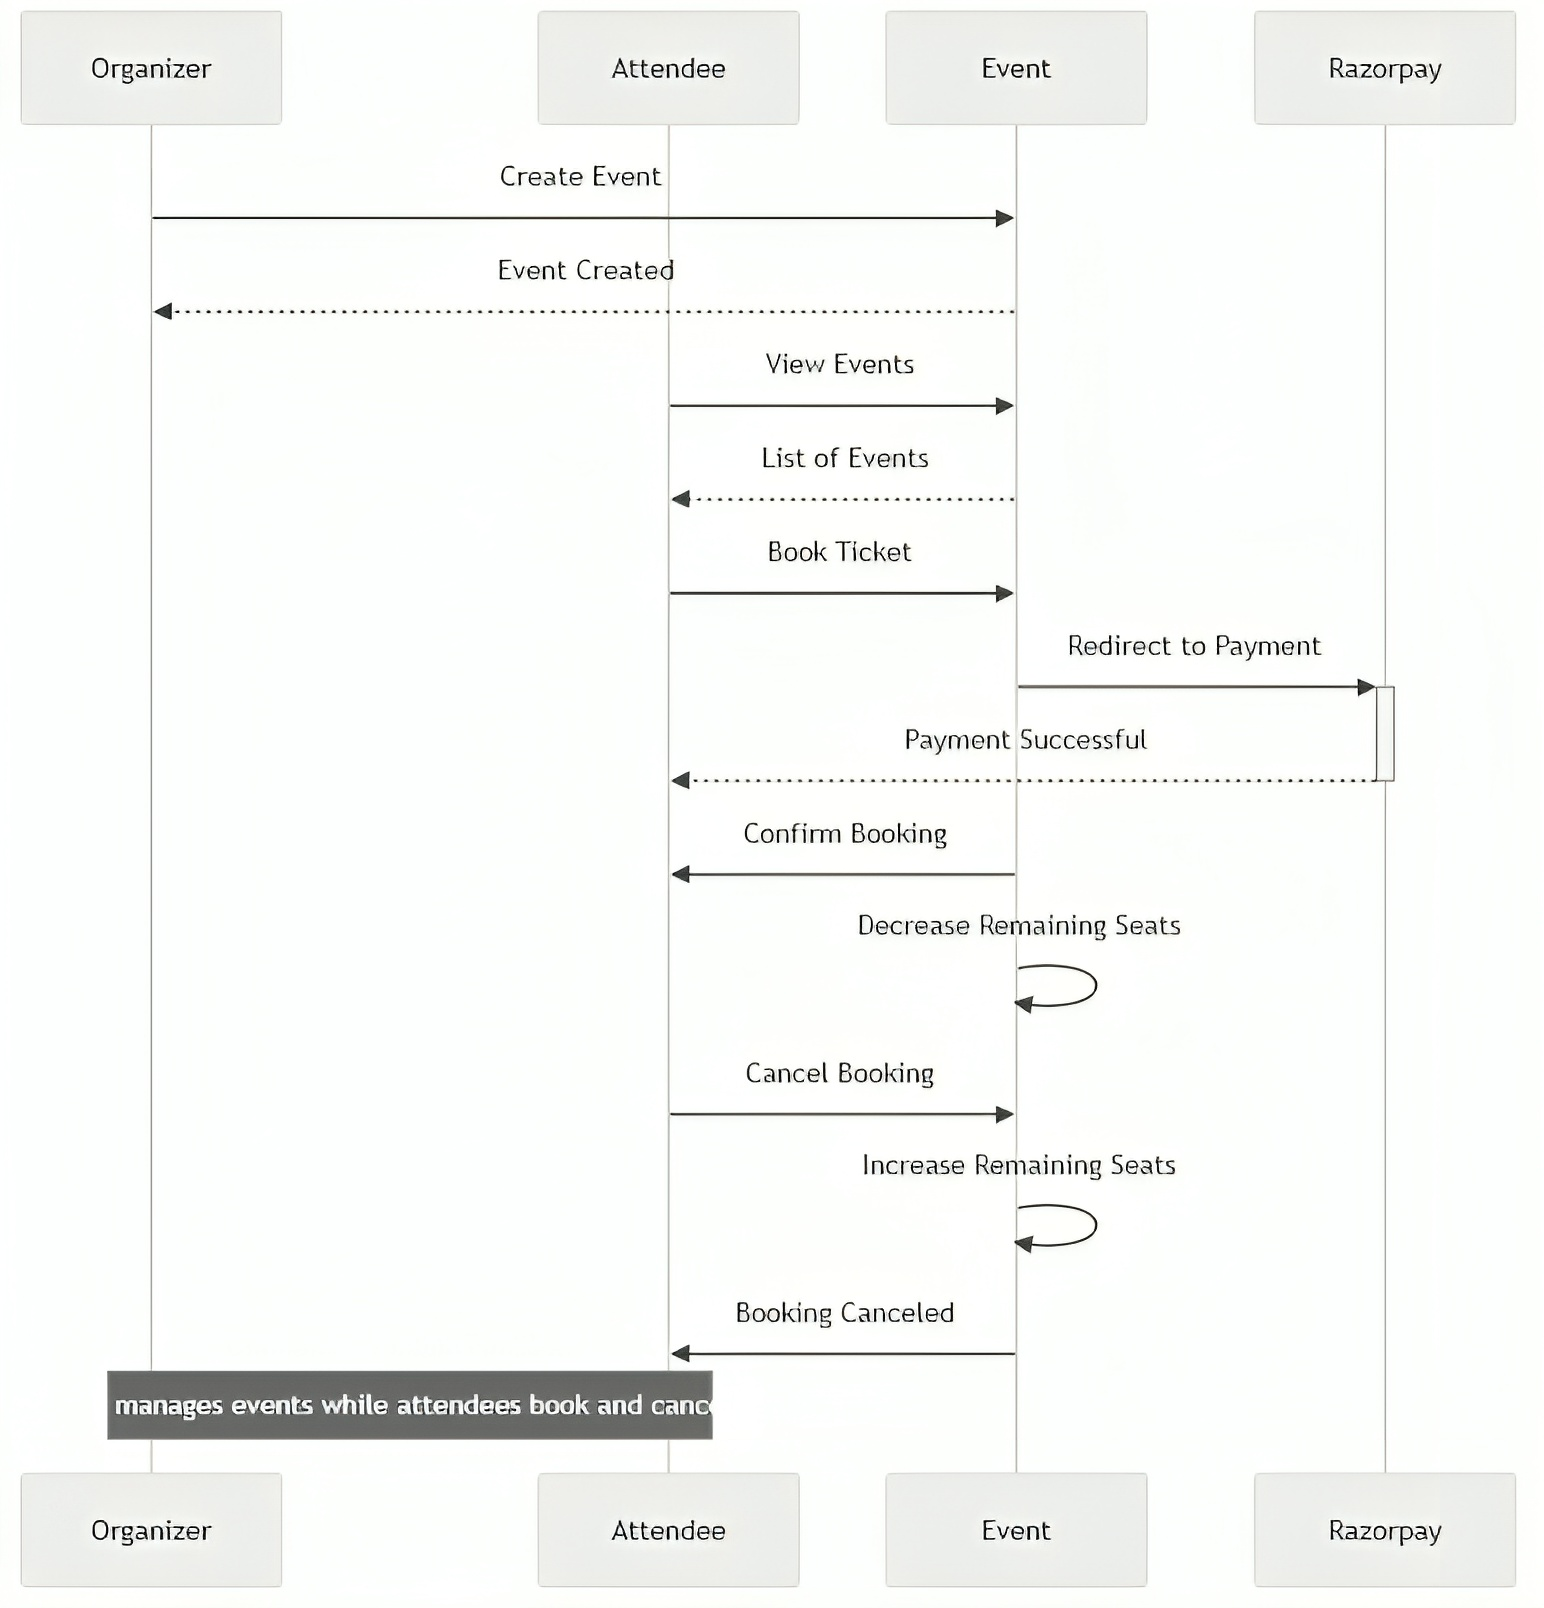 Organizer
Attendee
Event
Razorpay
Create Event
Event Created
View Events
List of Events
Book Ticket
Redirect to Payment
Payment Successful
Confirm Booking
Decrease Remaining Seats
Cancel Booking
Increase Remaining Seats
Booking Canceled
manages events while attendees book and
Organizer
Attendee
Event
Razorpay